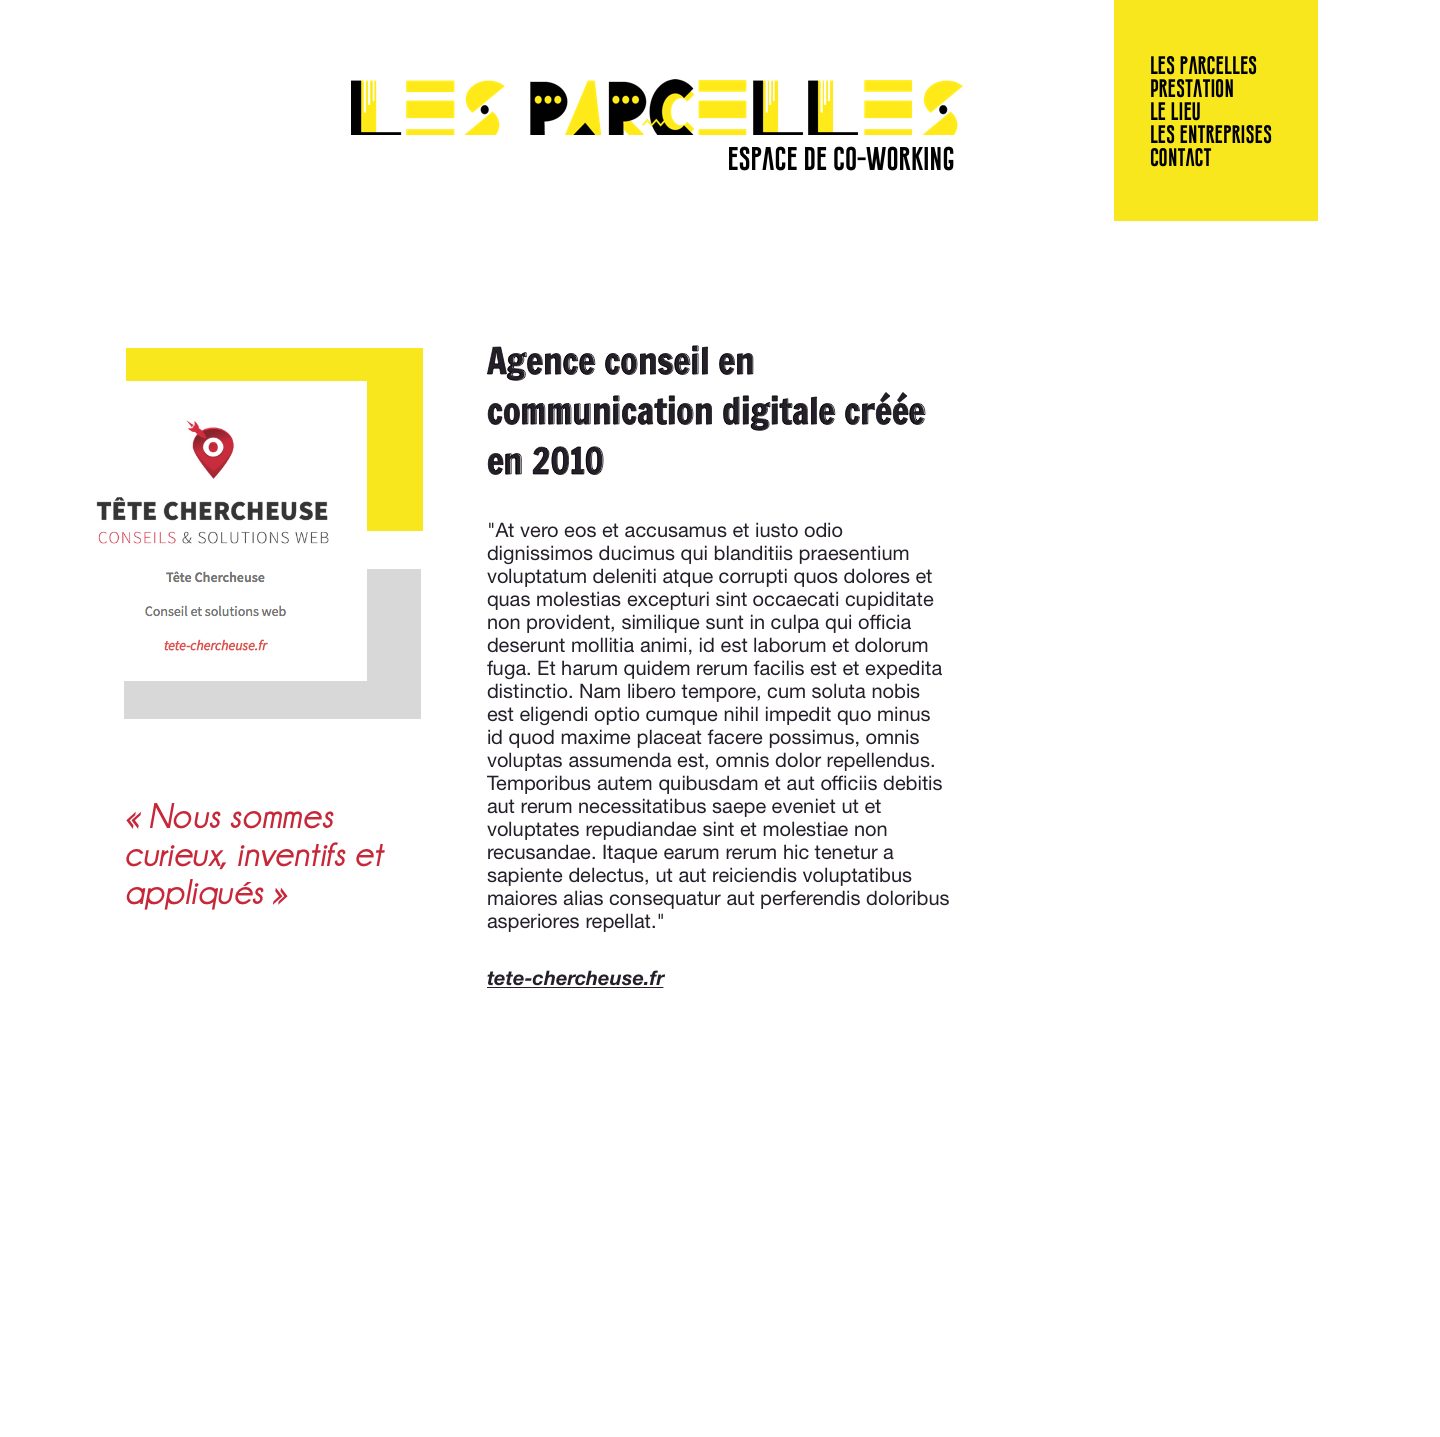 LES PARCELLES
ESPACE DE CO-WORKING
LES PARCELLES
PRESTATION
LE LIEU
LES ENTREPRISES
CONTACT
TÊTE CHERCHEUSE
CONSEILS & SOLUTIONS WEB
Tête Chercheuse
Conseil et solutions web
tete-chercheuse.fr
« Nous sommes
curieux, inventifs et
appliqués »
Agence conseil en
communication digitale créée
en 2010
"At vero eos et accusamus et iusto odio
dignissimos ducimus qui blanditiis praesentium
voluptatum deleniti atque corrupti quos dolores et
quas molestias excepturi sint occaecati cupiditate
non provident, similique sunt in culpa qui officia
deserunt mollitia animi, id est laborum et dolorum
fuga. Et harum quidem rerum facilis est et expedita
distinctio. Nam libero tempore, cum soluta nobis
est eligendi optio cumque nihil impedit quo minus
id quod maxime placeat facere possimus, omnis
voluptas assumenda est, omnis dolor repellendus.
Temporibus autem quibusdam et aut officiis debitis
aut rerum necessitatibus saepe eveniet ut et
voluptates repudiandae sint et molestiae non
recusandae. Itaque earum rerum hic tenetur a
sapiente delectus, ut aut reiciendis voluptatibus
maiores alias consequatur aut perferendis doloribus
asperiores repellat."
tete-chercheuse.fr